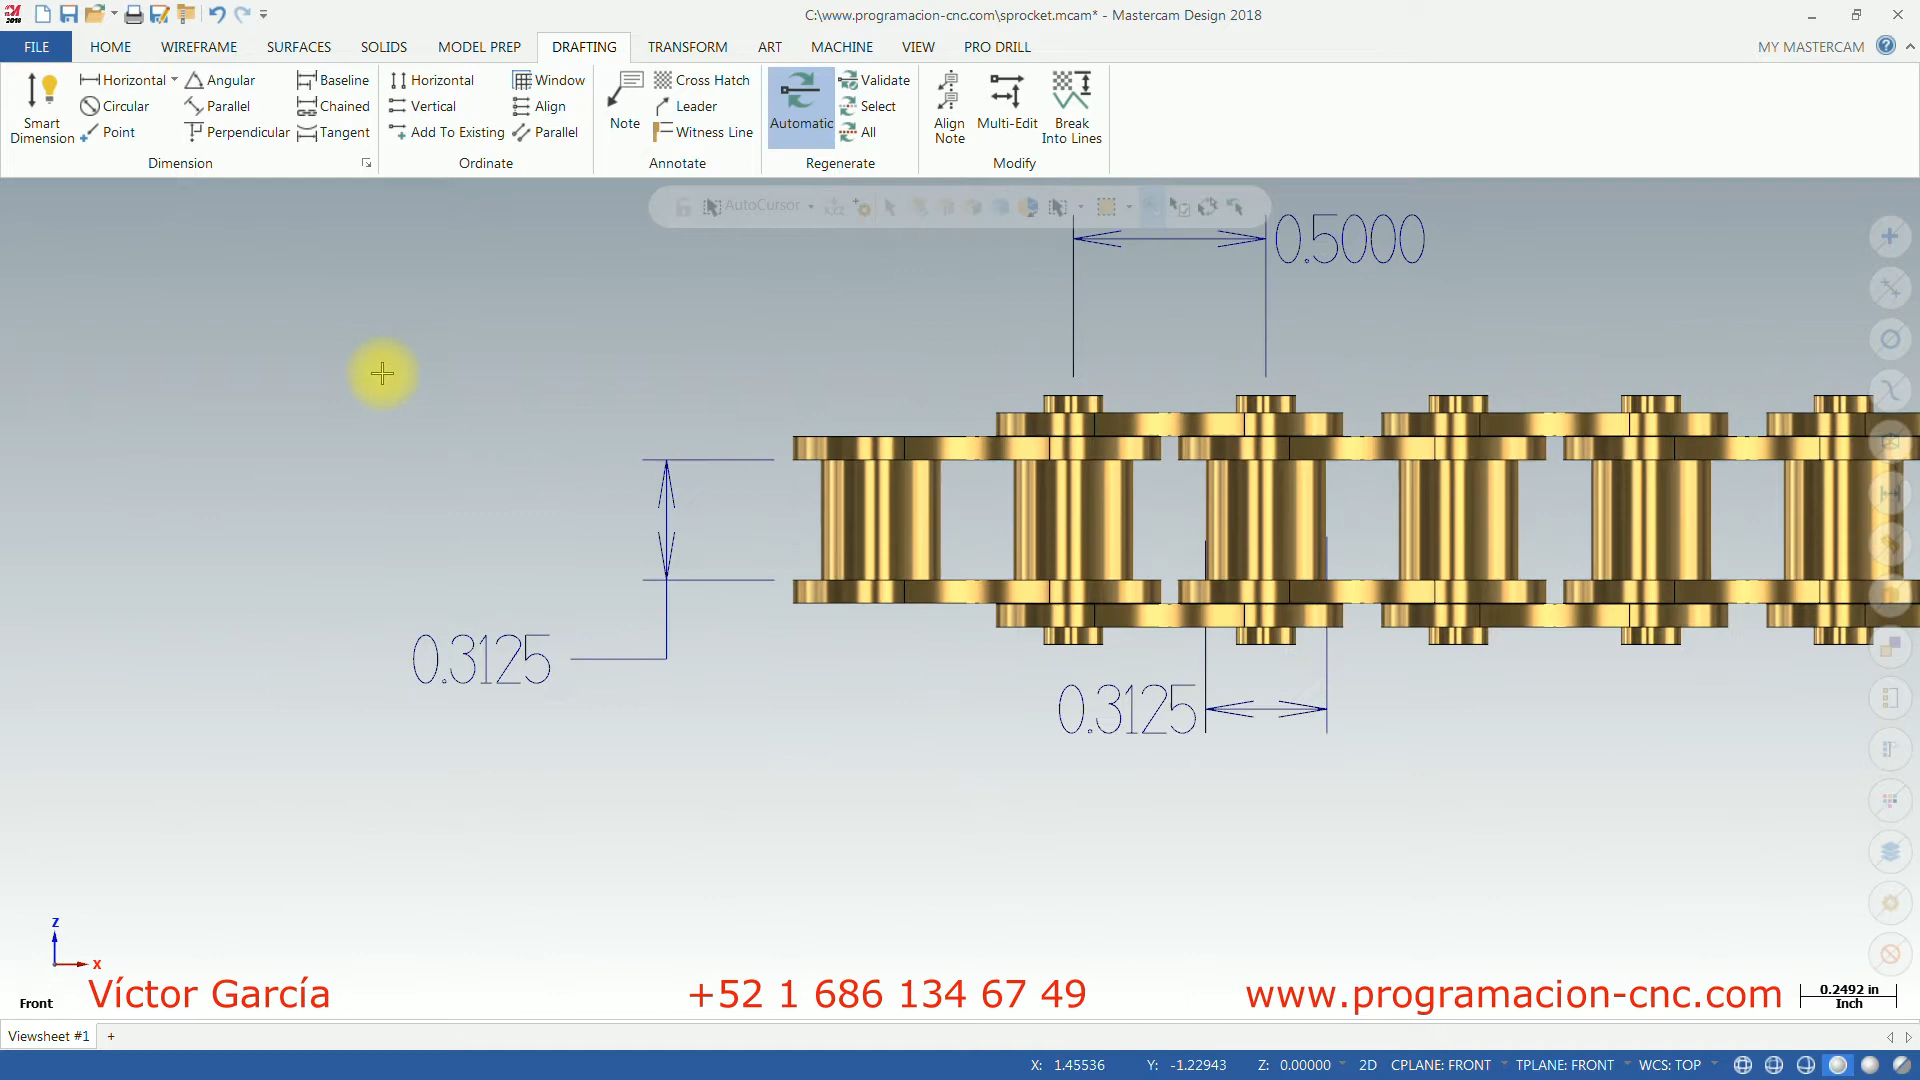 2018
C:\www.programacion-cnc.com\sprocket.mcam* - Mastercam Design 2018
FILE HOME WIREFRAME SURFACES SOLIDS MODEL PREP DRAFTING TRANSFORM ART MACHINE VIEW PRO DRILL MY MASTERCAM
Smart Dimension
Horizontal Angular Baseline
Circular Parallel Chained
Point Perpendicular Tangent
Dimension
Horizontal Window
Vertical Align
Add To Existing Parallel
Ordinate
Note
Cross Hatch
Leader
Witness Line
Annotate
Automatic
Validate
Select
All
Regenerate
Align Note
Multi-Edit
Break Into Lines
Modify
AutoCursor
0.5000
0.3125
0.3125
Z
X
Front
Víctor García +52 1 686 134 67 49 www.programacion-cnc.com
0.2492 in
Inch
Viewsheet #1 +
X: 1.45536 Y: -1.22943 Z: 0.00000 2D CPLANE: FRONT TPLANE: FRONT WCS: TOP